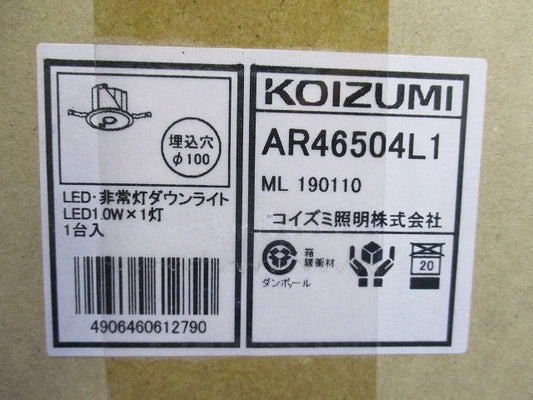 埋込穴
φ100
LED・非常灯ダウンライト
LED1.0W×1灯
1台入
4906460612790
KOIZUMI
AR46504L1
ML 190110
コイズミ照明株式会社
箱
緩衝材
ダンボール
20